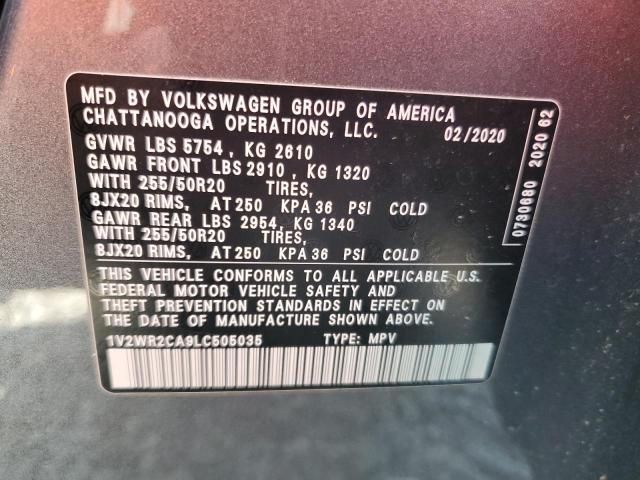 MFD BY VOLKSWAGEN GROUP OF AMERICA
CHATTANOOGA OPERATIONS, LLC. 02/2020
GVWR LBS 5754 , KG 2610
GAWR FRONT LBS 2910 , KG 1320
WITH 255/50R20 TIRES,
8JX20 RIMS, AT 250 KPA 36 PSI COLD
GAWR REAR LBS 2954, KG 1340
WITH 255/50R20 TIRES,
8JX20 RIMS, AT 250 KPA 36 PSI COLD
THIS VEHICLE CONFORMS TO ALL APPLICABLE U.S.
FEDERAL MOTOR VEHICLE SAFETY AND
THEFT PREVENTION STANDARDS IN EFFECT ON
THE DATE OF MANUFACTURE SHOWN ABOVE.
1V2WR2CA9LC505035 TYPE: MPV
0730680 2020 62